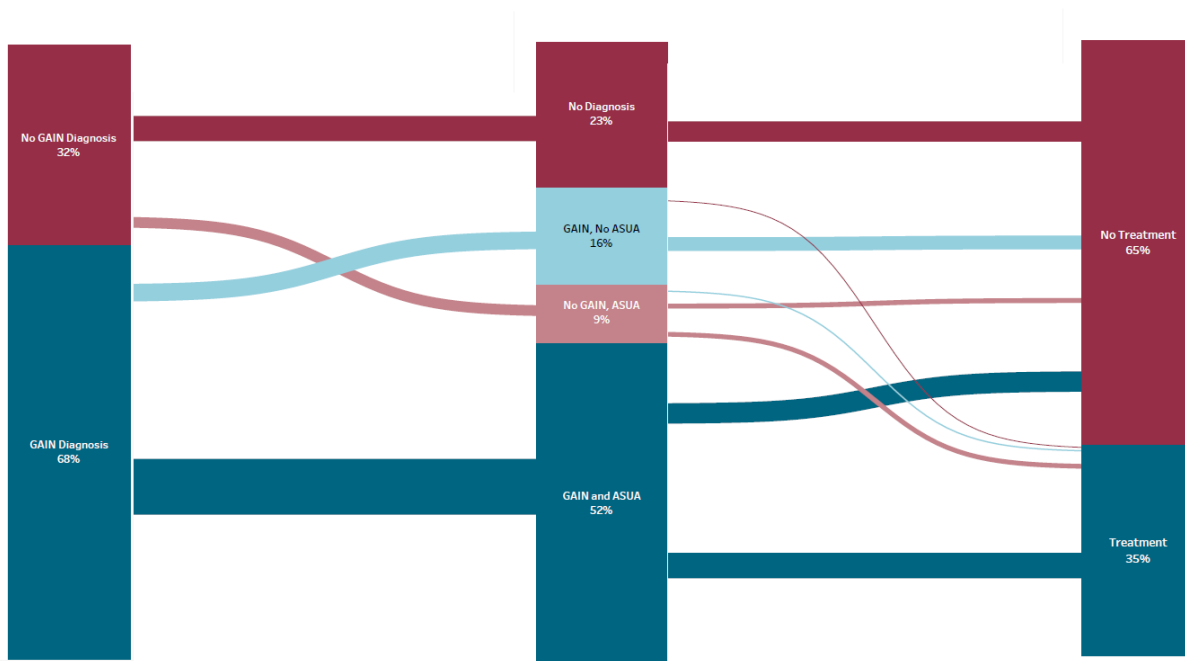 No GAIN Diagnosis
32%
GAIN Diagnosis
68%
No Diagnosis
23%
GAIN, No ASUA
16%
No GAIN, ASUA
9%
GAIN and ASUA
52%
No Treatment
65%
Treatment
35%